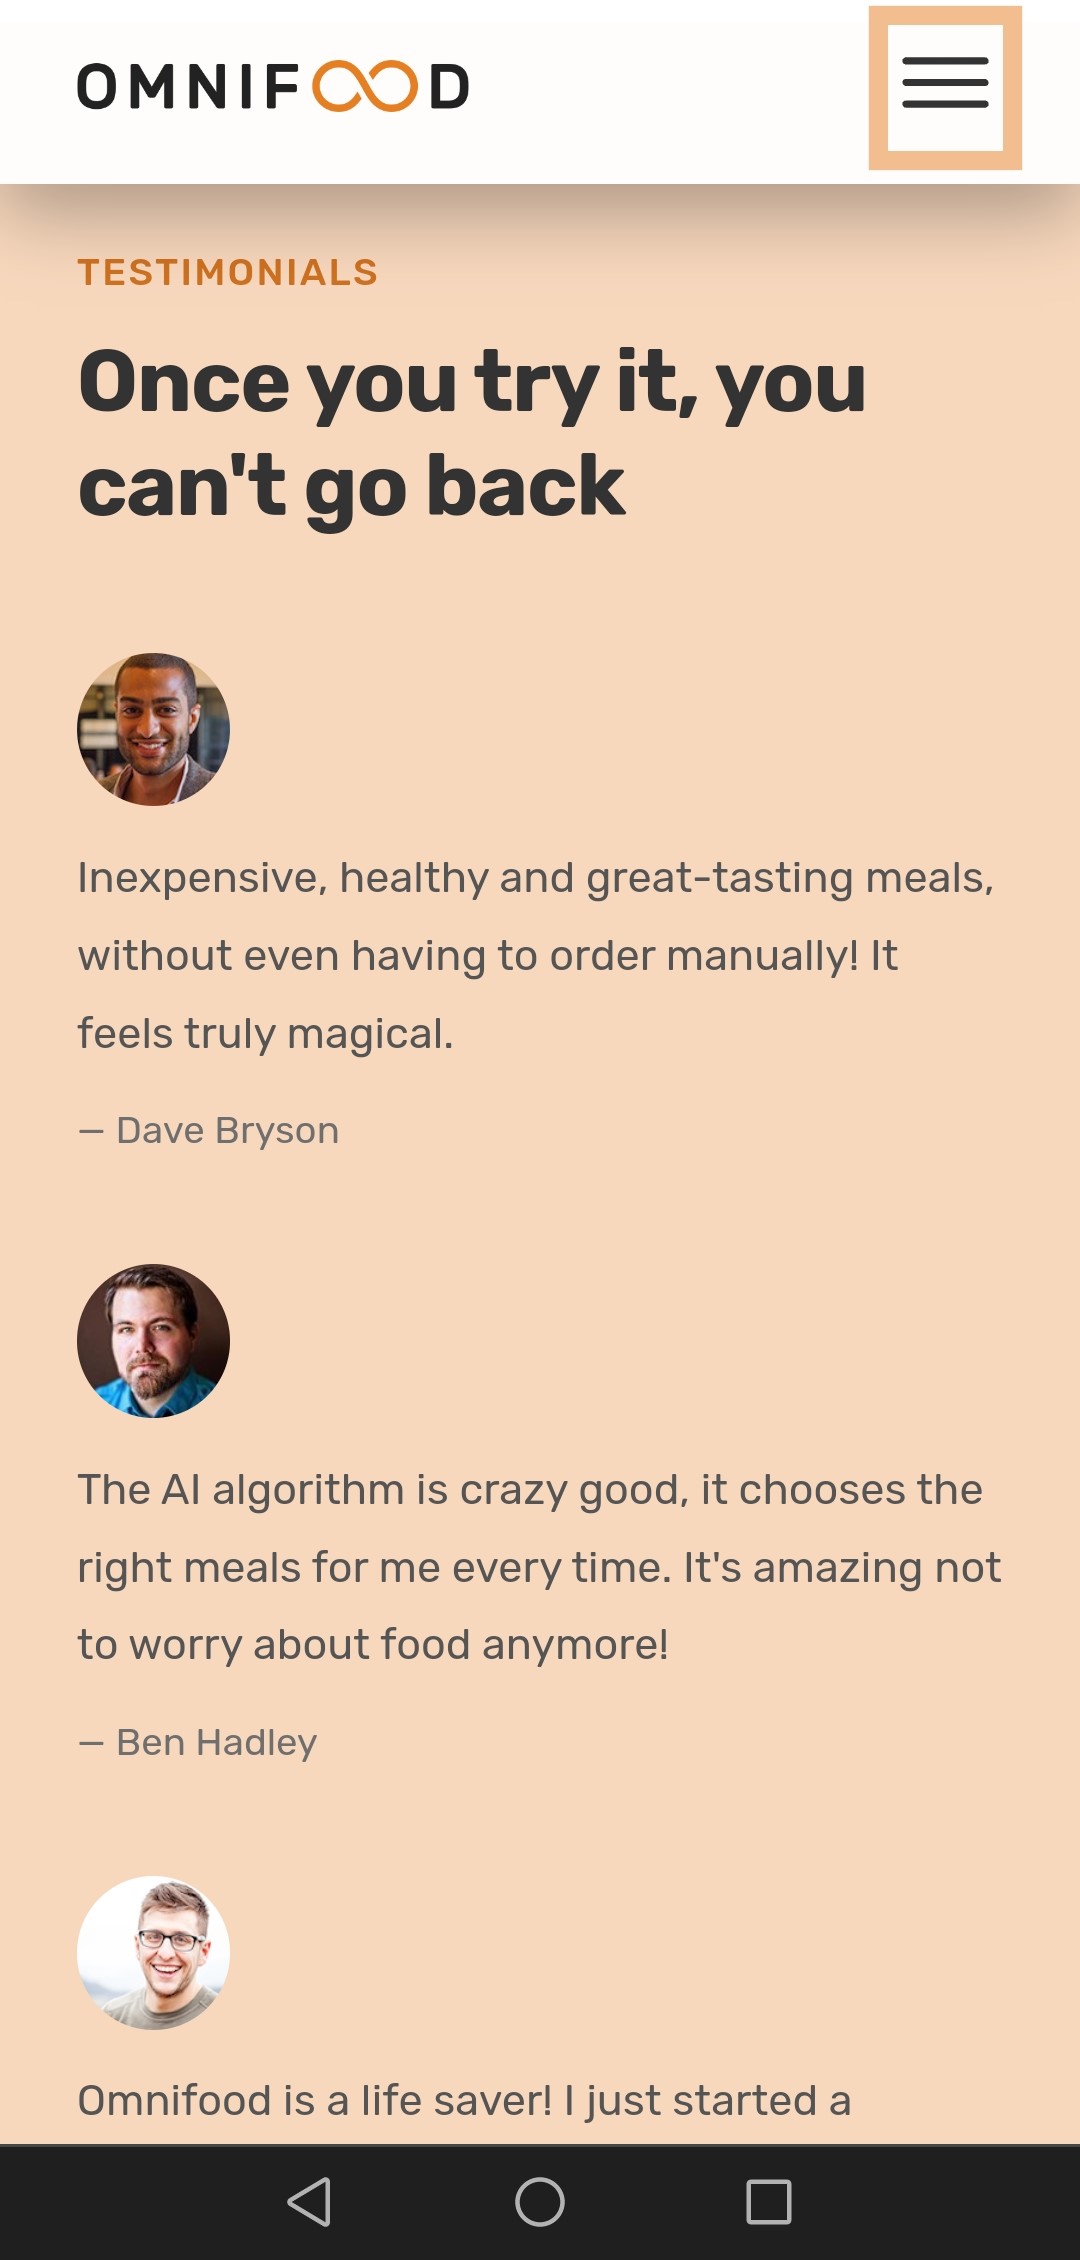 OMNIFOOD
TESTIMONIALS
Once you try it, you
can't go back
Inexpensive, healthy and great-tasting meals,
without even having to order manually! It
feels truly magical.
— Dave Bryson
The AI algorithm is crazy good, it chooses the
right meals for me every time. It's amazing not
to worry about food anymore!
— Ben Hadley
Omnifood is a life saver! I just started a